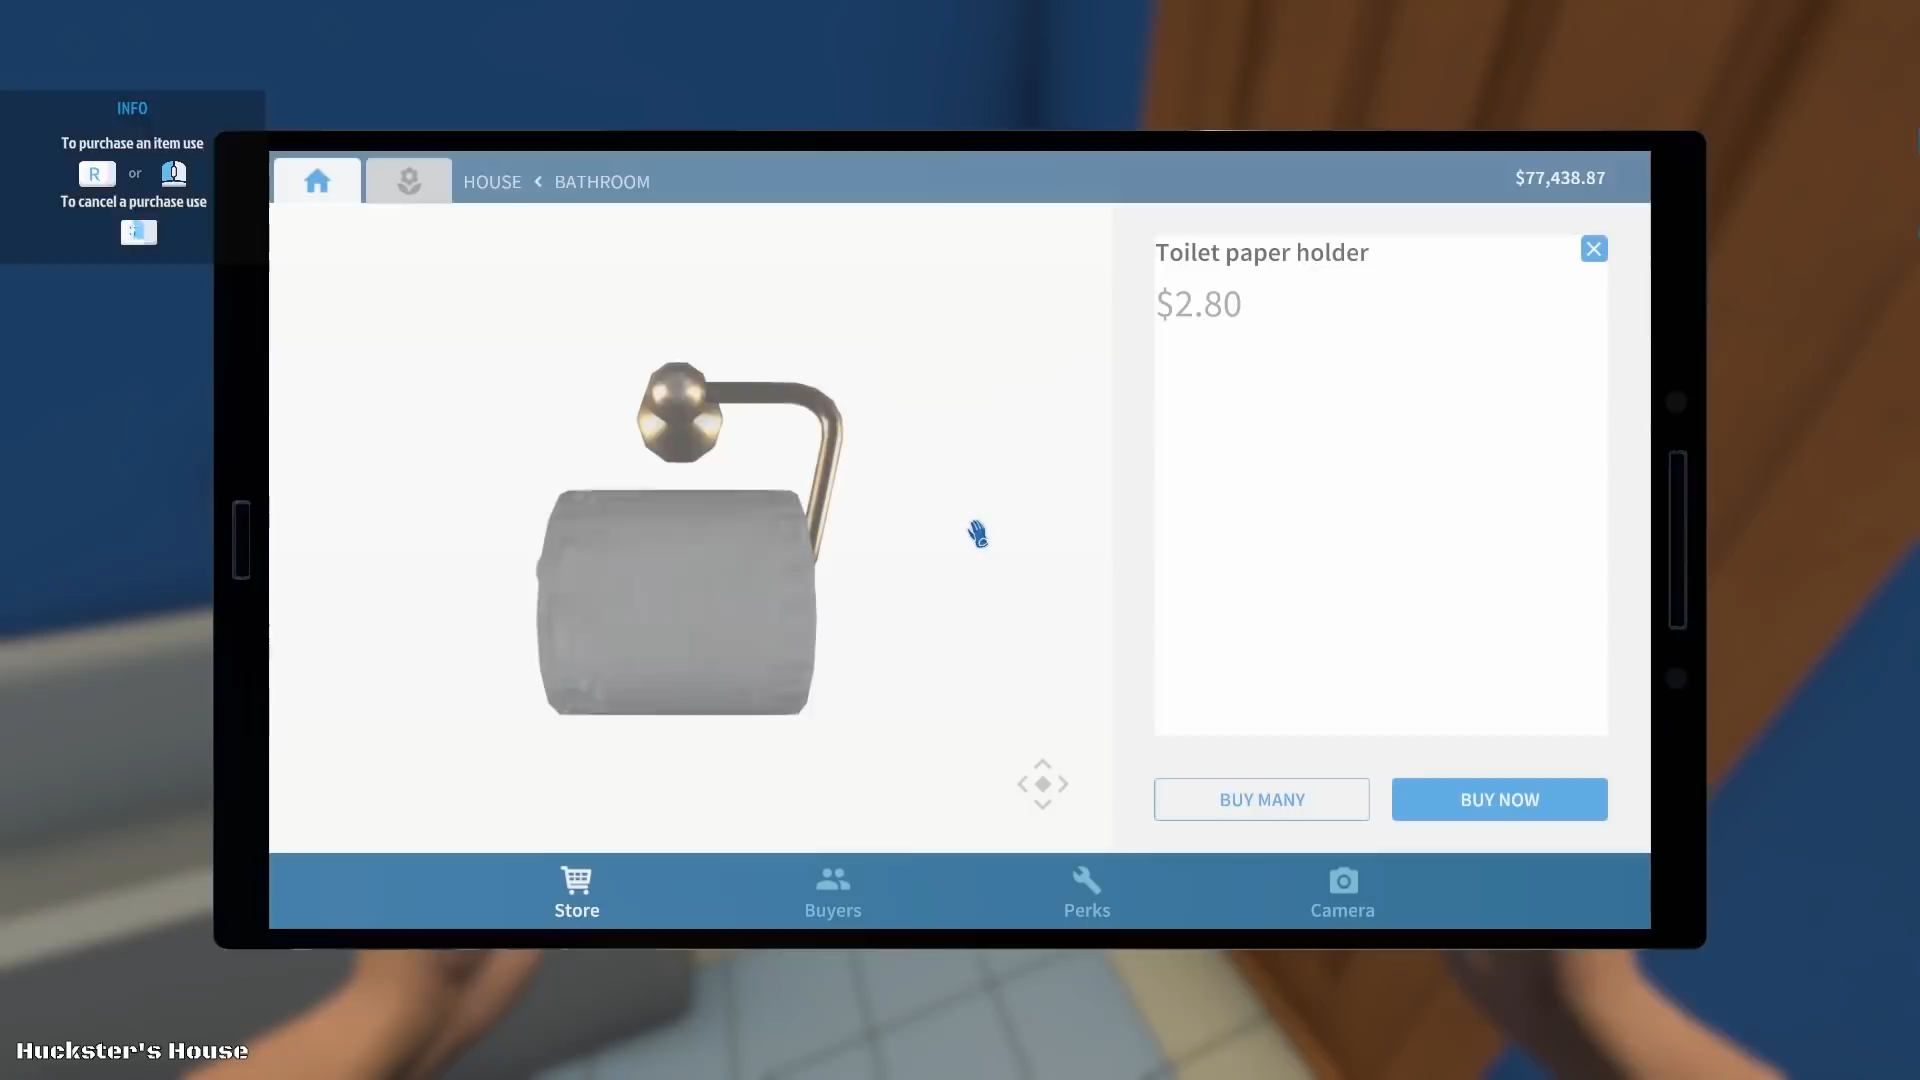 INFO
To purchase an item use
R or
To cancel a purchase use
HOUSE < BATHROOM
$77,438.87
Toilet paper holder
$2.80
BUY MANY
BUY NOW
Store
Buyers
Perks
Camera
Huckster's House